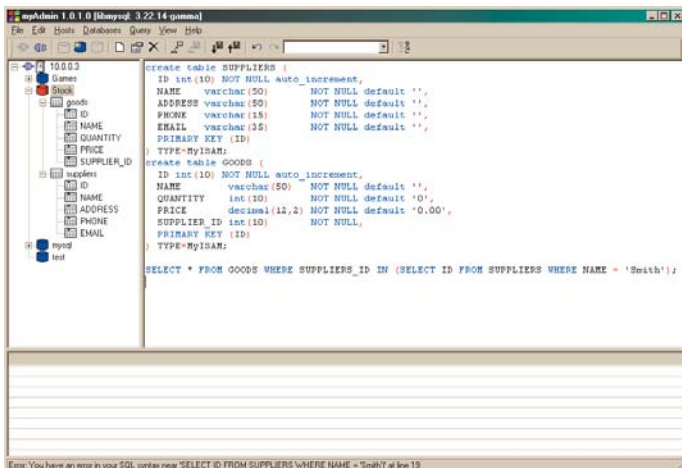 mpAdmin 1.0.1.0 [libmysql: 3.22.14-gamma]
File Edit Hosts Databases Query View Help
10.0.0.3
Games
Stock
goods
ID
NAME
QUANTITY
PRICE
SUPPLIER_ID
suppliers
ID
NAME
ADDRESS
PHONE
EMAIL
mysql
test
create table SUPPLIERS (
ID int(10) NOT NULL auto_increment,
NAME varchar(50) NOT NULL default '',
ADDRESS varchar(50) NOT NULL default '',
PHONE varchar(15) NOT NULL default '',
EMAIL varchar(35) NOT NULL default '',
PRIMARY KEY (ID)
) TYPE=MyISAM;
create table GOODS (
ID int(10) NOT NULL auto_increment,
NAME varchar(50) NOT NULL default '',
QUANTITY int(10) NOT NULL default '0',
PRICE decimal(12,2) NOT NULL default '0.00',
SUPPLIER_ID int(10) NOT NULL,
PRIMARY KEY (ID)
) TYPE=MyISAM;
SELECT * FROM GOODS WHERE SUPPLIERS_ID IN (SELECT ID FROM SUPPLIERS WHERE NAME = 'Smith');
Error: You have an error in your SQL syntax near 'SELECT ID FROM SUPPLIERS WHERE NAME = 'Smith')' at line 19